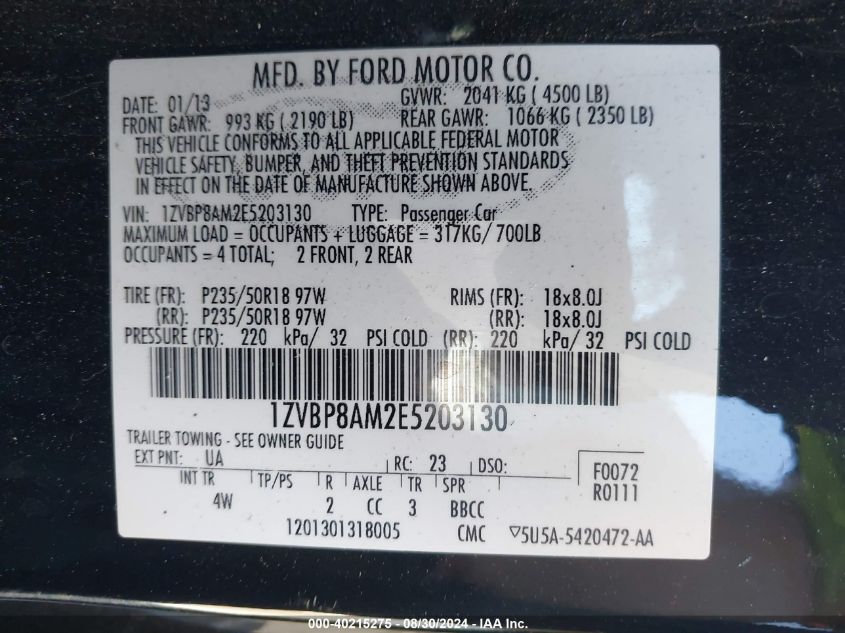 MFD. BY FORD MOTOR CO.
DATE: 01/13 GVWR: 2041 KG ( 4500 LB)
FRONT GAWR: 993 KG ( 2190 LB) REAR GAWR: 1066 KG ( 2350 LB)
THIS VEHICLE CONFORMS TO ALL APPLICABLE FEDERAL MOTOR
VEHICLE SAFETY, BUMPER, AND THEFT PREVENTION STANDARDS
IN EFFECT ON THE DATE OF MANUFACTURE SHOWN ABOVE.
VIN: 1ZVBP8AM2E5203130 TYPE: Passenger Car
MAXIMUM LOAD = OCCUPANTS + LUGGAGE = 317KG/ 700LB
OCCUPANTS = 4 TOTAL; 2 FRONT, 2 REAR
TIRE (FR): P235/50R18 97W RIMS (FR): 18x8.0J
(RR): P235/50R18 97W (RR): 18x8.0J
PRESSURE (FR): 220 kPa/ 32 PSI COLD (RR): 220 kPa/ 32 PSI COLD
1ZVBP8AM2E5203130
TRAILER TOWING - SEE OWNER GUIDE
EXT PNT: UA RC: 23 DSO: F0072
INT TR TP/PS R AXLE TR SPR R0111
4W 2 CC 3 BBCC
1201301318005 CMC ▽5U5A-5420472-AA
000-40215275 - 08/30/2024 - IAA Inc.